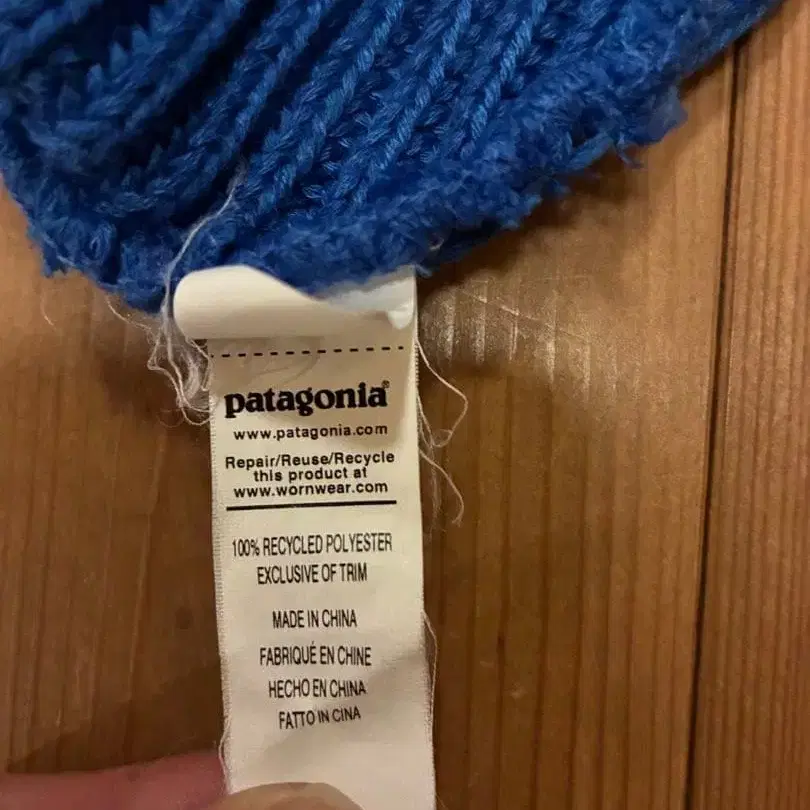 patagonia®
www.patagonia.com
Repair/Reuse/Recycle
this product at
www.wornwear.com
100% RECYCLED POLYESTER
EXCLUSIVE OF TRIM
MADE IN CHINA
FABRIQUÉ EN CHINE
HECHO EN CHINA
FATTO IN CINA